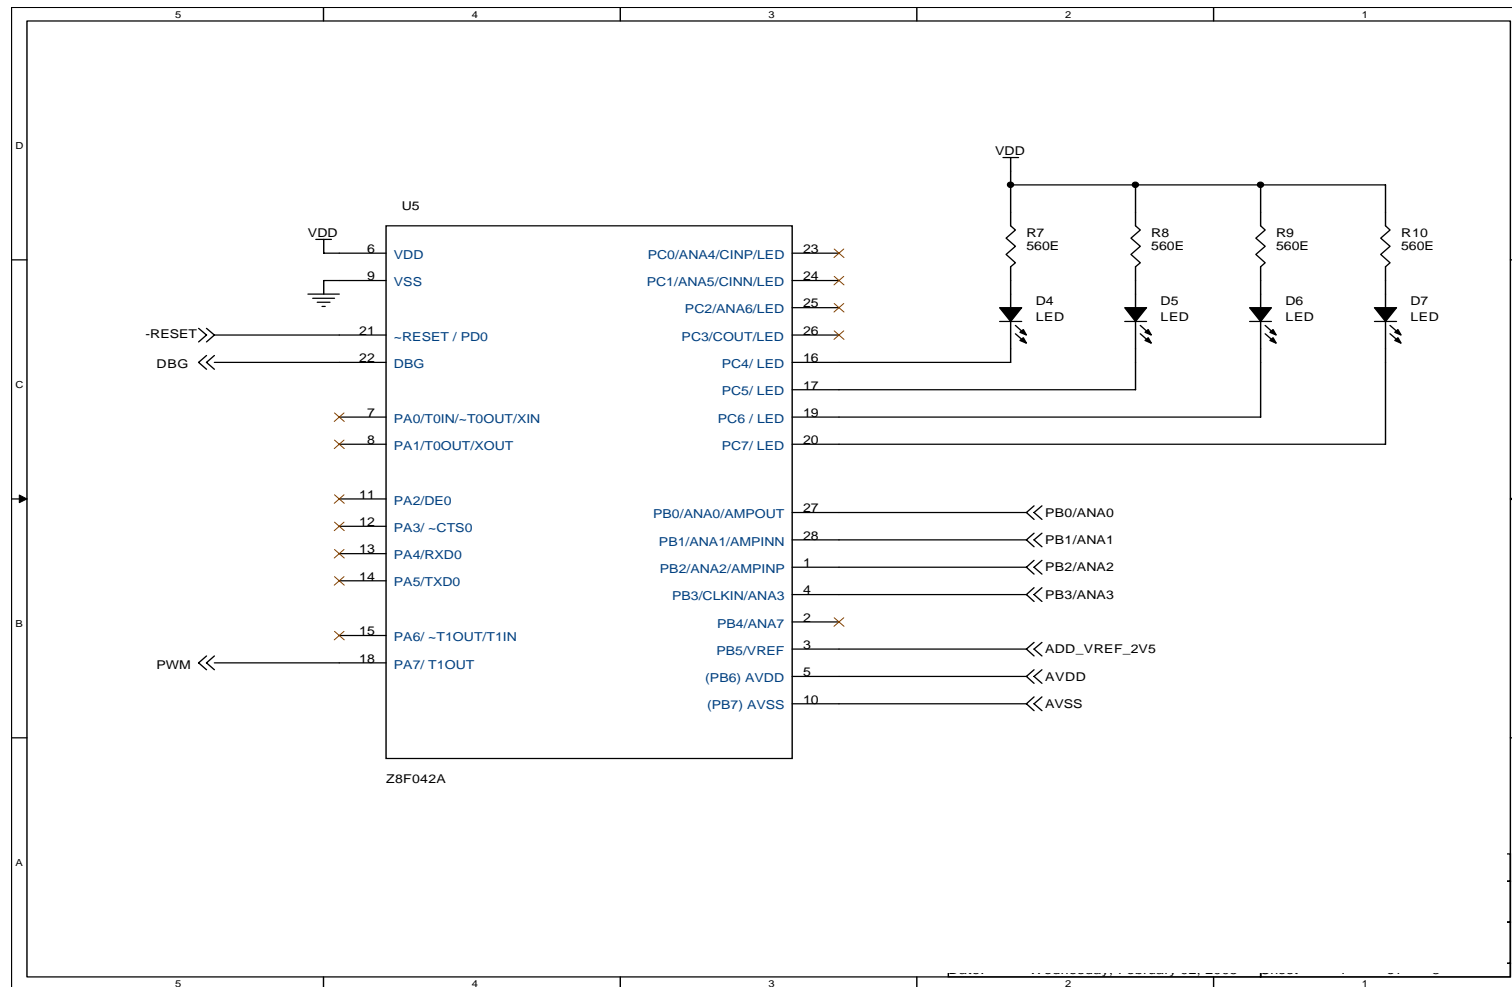 5 4 3 2 1
D
C
B
A
U5
VDD
6 VDD
9 VSS
-RESET 21 ~RESET / PD0
DBG 22 DBG
7 PA0/T0IN/~T0OUT/XIN
8 PA1/T0OUT/XOUT
11 PA2/DE0
12 PA3/ ~CTS0
13 PA4/RXD0
14 PA5/TXD0
15 PA6/ ~T1OUT/T1IN
PWM 18 PA7/ T1OUT
PC0/ANA4/CINP/LED 23
PC1/ANA5/CINN/LED 24
PC2/ANA6/LED 25
PC3/COUT/LED 26
PC4/ LED 16
PC5/ LED 17
PC6 / LED 19
PC7/ LED 20
PB0/ANA0/AMPOUT 27 PB0/ANA0
PB1/ANA1/AMPINN 28 PB1/ANA1
PB2/ANA2/AMPINP 1 PB2/ANA2
PB3/CLKIN/ANA3 4 PB3/ANA3
PB4/ANA7 2
PB5/VREF 3 ADD_VREF_2V5
(PB6) AVDD 5 AVDD
(PB7) AVSS 10 AVSS
Z8F042A
VDD
R7
560E
R8
560E
R9
560E
R10
560E
D4
LED
D5
LED
D6
LED
D7
LED
5 4 3 2 1